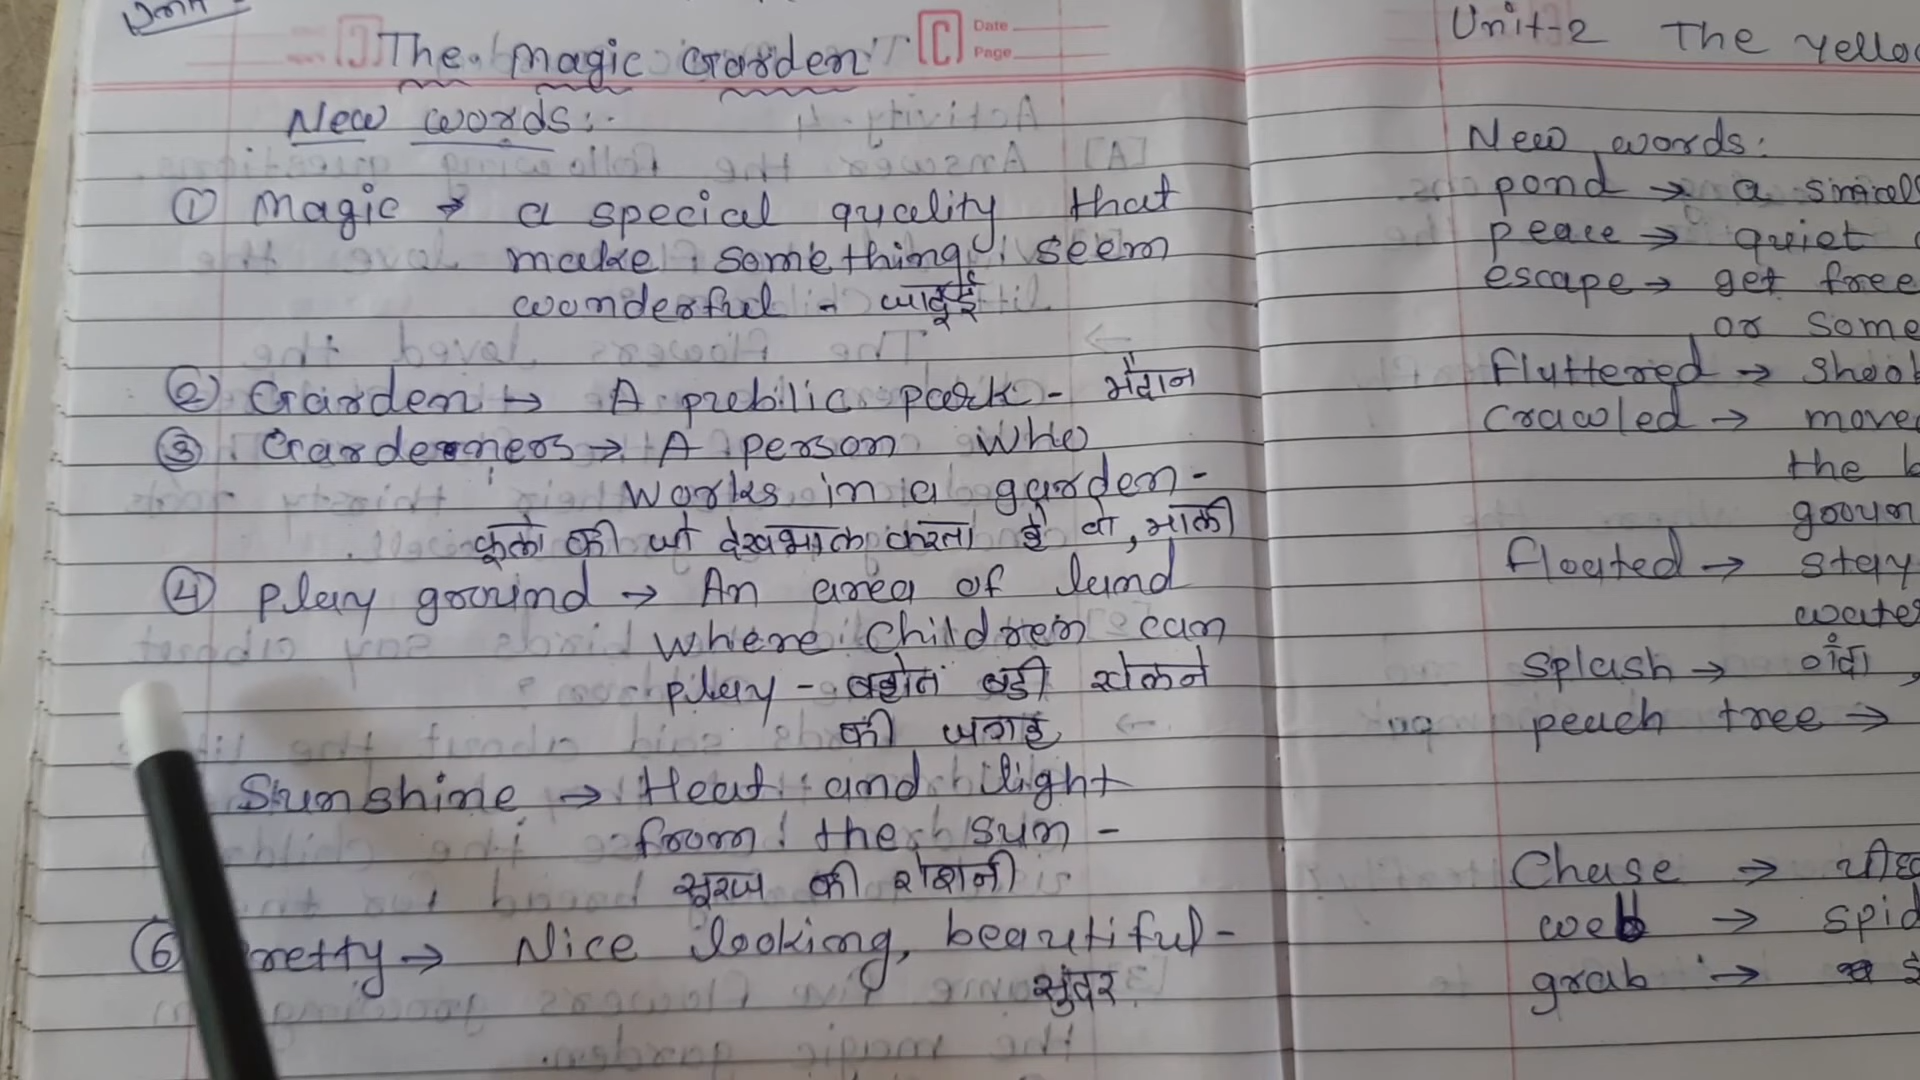 The Magic Garden
Date
Page
New words:-
① Magic → a special quality that
make something seem
wonderful - जादूई
② Garden → A public park - मैदान
③ Gardeners → A person who
works in a garden -
फूलो की जो देखभाल करता है वो, माली
④ play ground → An area of land
where children can
play - बहोत बडी खेलने
की जगह
Sunshine → Heat and light
from the sun -
सूरज की रोशनी
⑥ retty → Nice looking, beautiful -
सुंदर
Unit-2 The Yello
New words:
pond → a small
peace → quiet
escape → get free
or some
Fluttered →
Crawled → move
the
Floated → stay
water
splash →
peach tree →
Chase →
web → spid
grab →